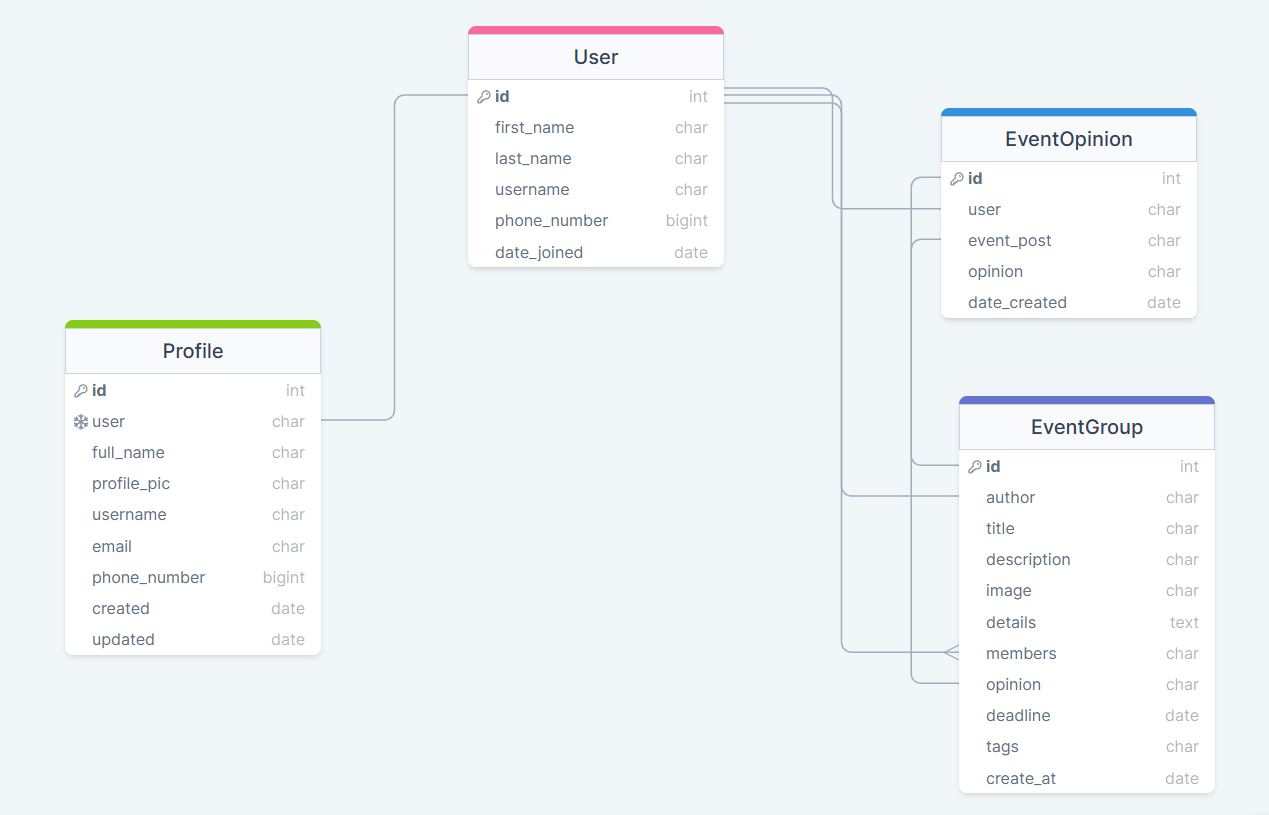 User
id int
first_name char
last_name char
username char
phone_number bigint
date_joined date
EventOpinion
id int
user char
event_post char
opinion char
date_created date
Profile
id int
user char
full_name char
profile_pic char
username char
email char
phone_number bigint
created date
updated date
EventGroup
id int
author char
title char
description char
image char
details text
members char
opinion char
deadline date
tags char
create_at date